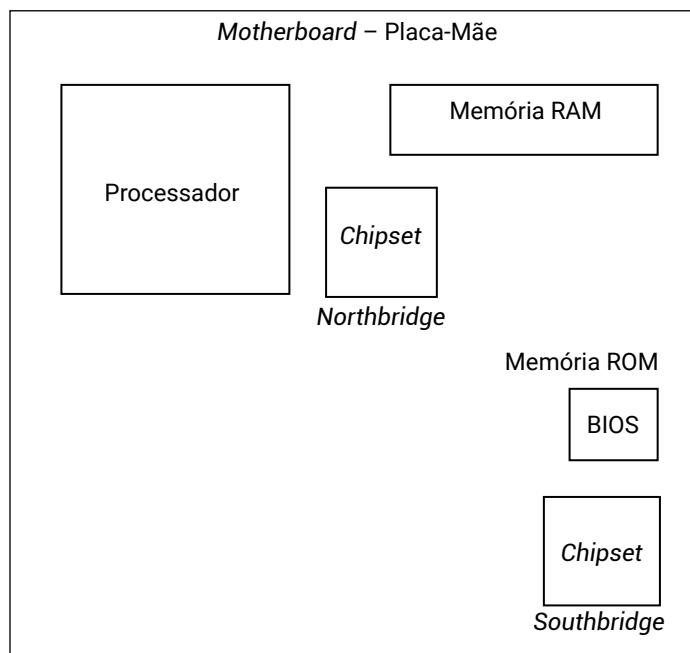 Motherboard – Placa-Mãe
Memória RAM
Processador
Chipset
Northbridge
Memória ROM
BIOS
Chipset
Southbridge